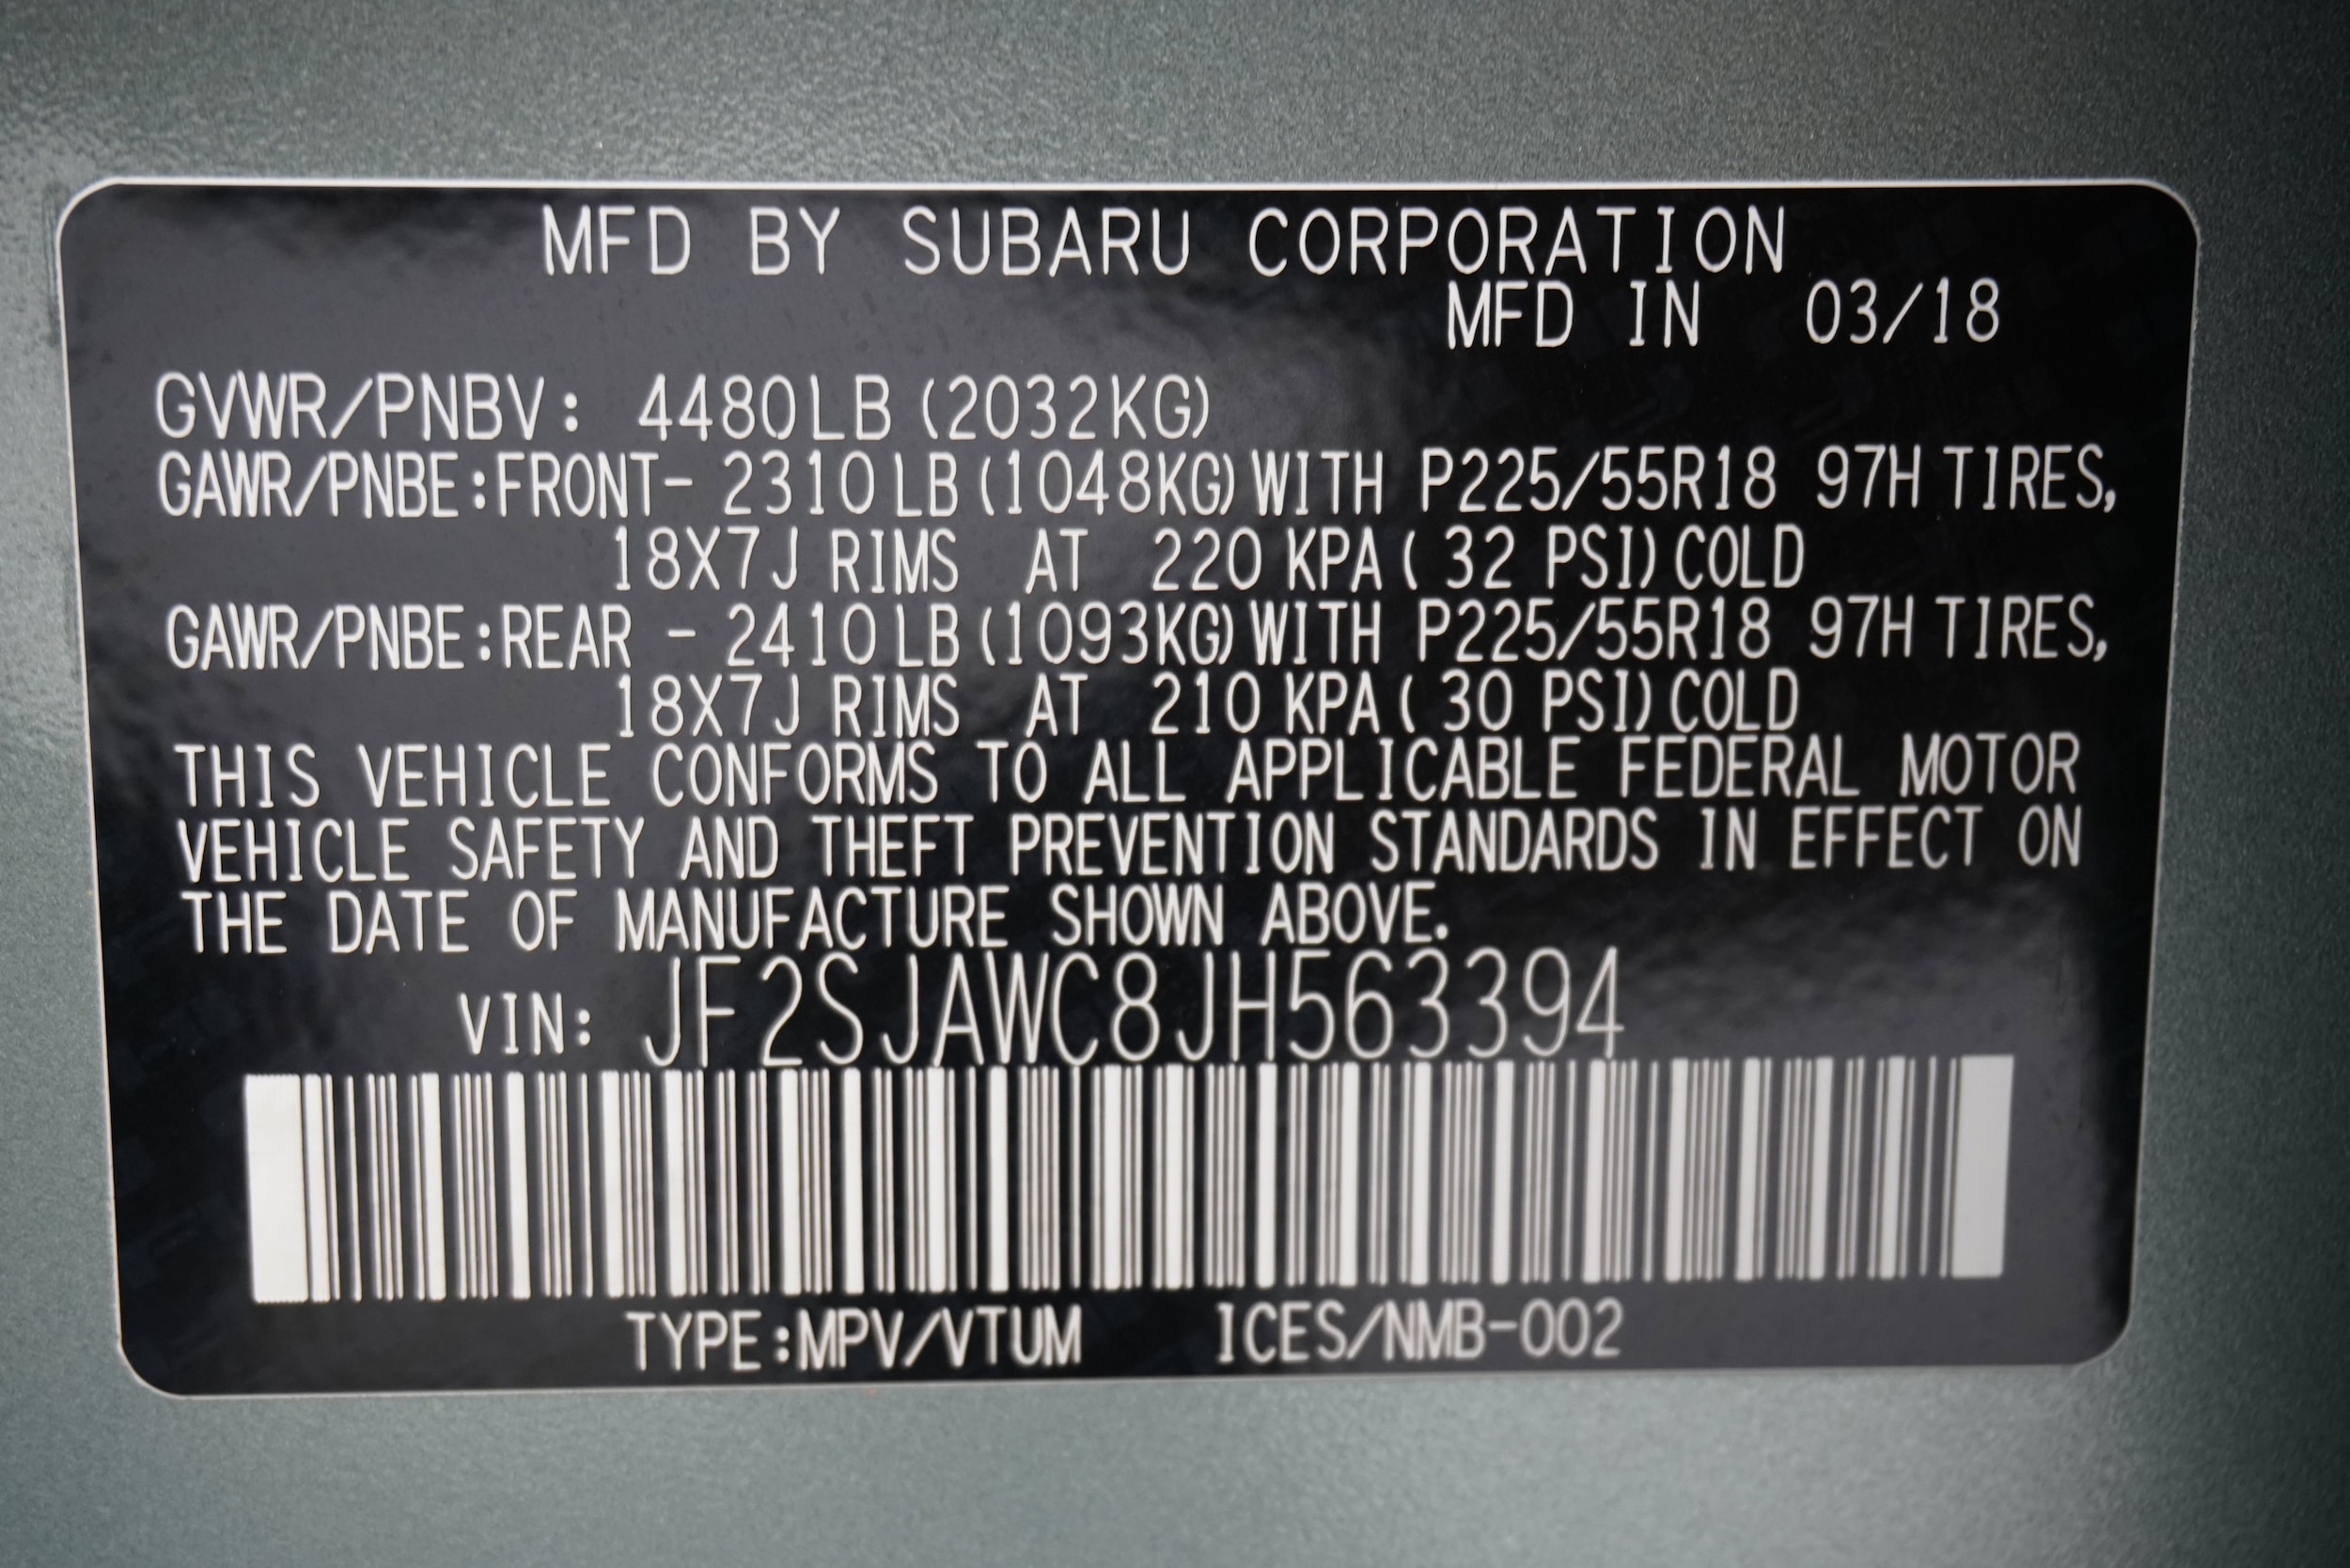 MFD BY SUBARU CORPORATION
MFD IN 03/18
GVWR/PNBV: 4480LB (2032KG)
GAWR/PNBE:FRONT- 2310LB(1048KG)WITH P225/55R18 97H TIRES,
18X7J RIMS AT 220 KPA( 32 PSI)COLD
GAWR/PNBE:REAR - 2410LB(1093KG)WITH P225/55R18 97H TIRES,
18X7J RIMS AT 210 KPA( 30 PSI)COLD
THIS VEHICLE CONFORMS TO ALL APPLICABLE FEDERAL MOTOR
VEHICLE SAFETY AND THEFT PREVENTION STANDARDS IN EFFECT ON
THE DATE OF MANUFACTURE SHOWN ABOVE.
VIN: JF2SJAWC8JH563394
TYPE:MPV/VTUM ICES/NMB-002